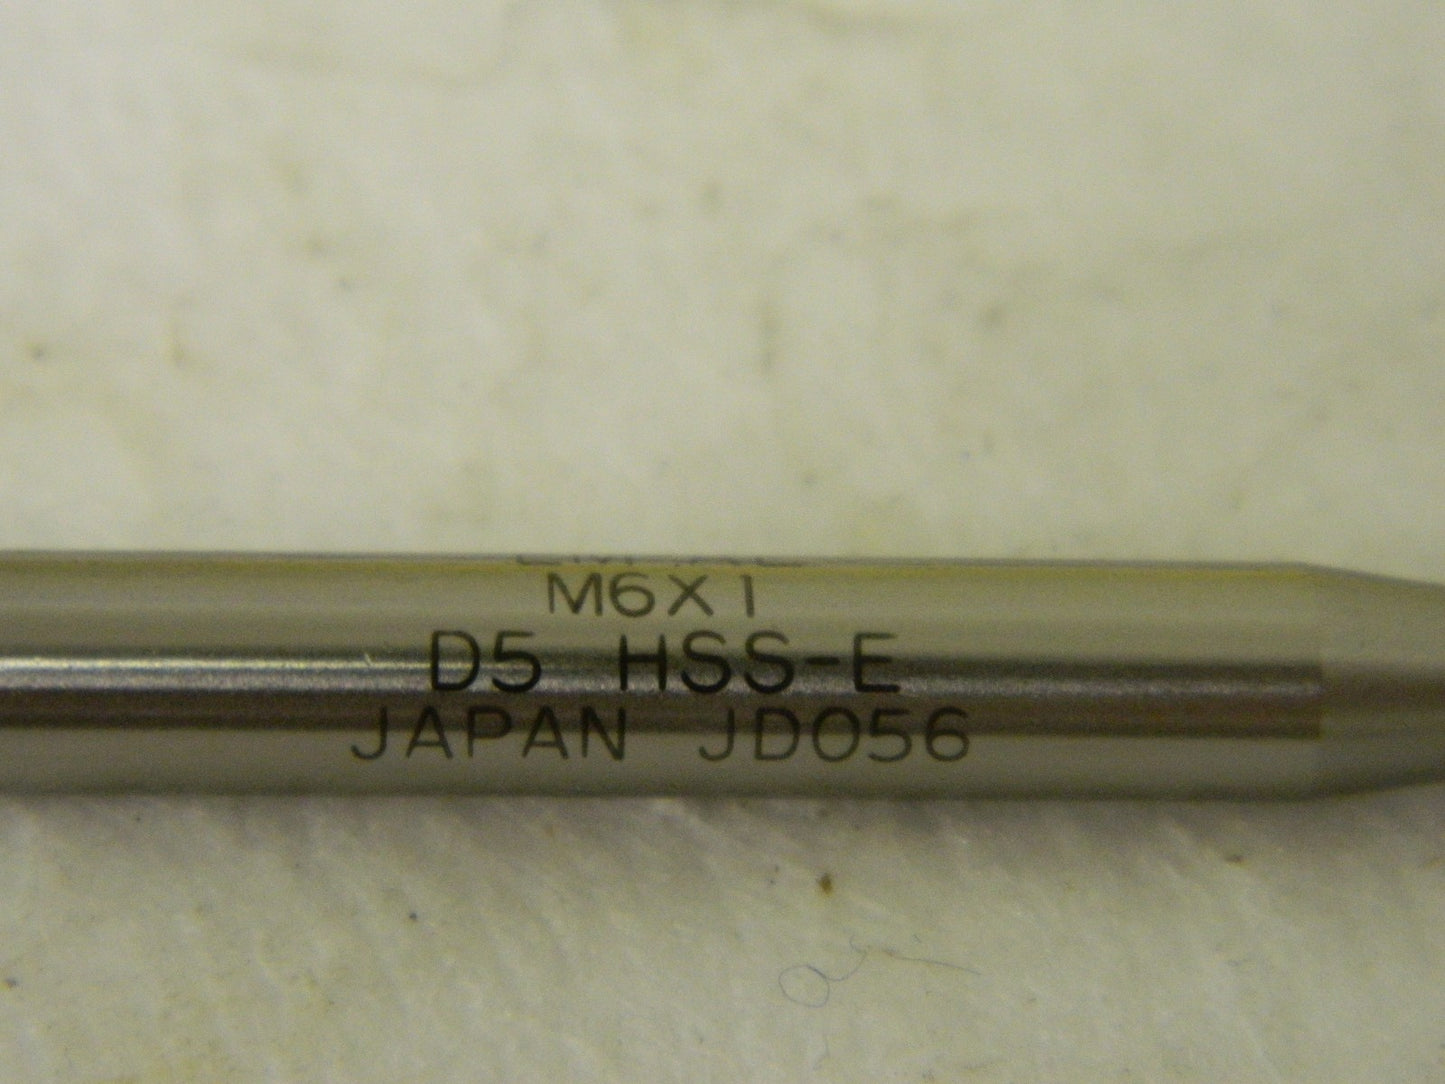 M6X1
D5 HSS-E
JAPAN JD056